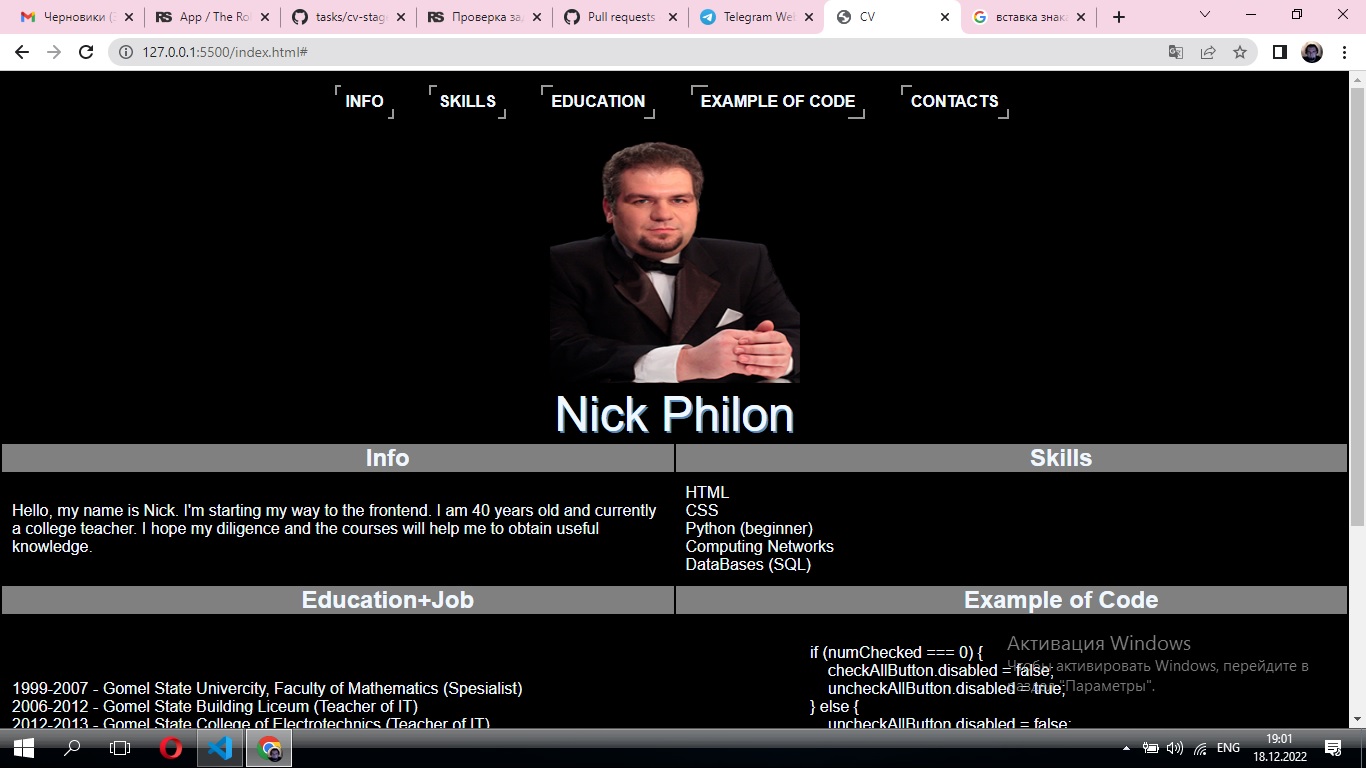 Черновики (3
RS App / The Ro
tasks/cv-stag
RS Проверка за
Pull requests
Telegram Web
CV
вставка знак
127.0.0.1:5500/index.html#
INFO SKILLS EDUCATION EXAMPLE OF CODE CONTACTS
Nick Philon
Info Skills
Hello, my name is Nick. I'm starting my way to the frontend. I am 40 years old and currently
a college teacher. I hope my diligence and the courses will help me to obtain useful
knowledge.
HTML
CSS
Python (beginner)
Computing Networks
DataBases (SQL)
Education+Job Example of Code
1999-2007 - Gomel State Univercity, Faculty of Mathematics (Spesialist)
2006-2012 - Gomel State Building Liceum (Teacher of IT)
2012-2013 - Gomel State College of Electrotechnics (Teacher of IT)
if (numChecked === 0) {
checkAllButton.disabled = false;
uncheckAllButton.disabled = true;
} else {
uncheckAllButton.disabled = false;
Активация Windows
Чтобы активировать Windows, перейдите в
раздел "Параметры".
ENG
19:01
18.12.2022